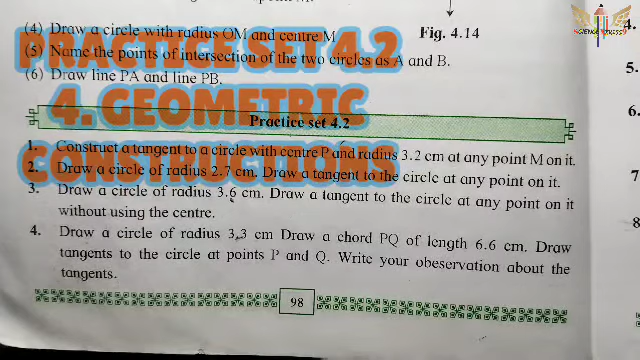 (4) Draw a circle with radius OM and centre M
Fig. 4.14
(5) Name the points of intersection of the two circles as A and B.
(6) Draw line PA and line PB.
PRACTICE SET 4.2
4. GEOMETRIC
CONSTRUCTIONS
Practice set 4.2
1. Construct a tangent to a circle with centre P and radius 3.2 cm at any point M on it.
2. Draw a circle of radius 2.7 cm. Draw a tangent to the circle at any point on it.
3. Draw a circle of radius 3.6 cm. Draw a tangent to the circle at any point on it
without using the centre.
4. Draw a circle of radius 3.3 cm Draw a chord PQ of length 6.6 cm. Draw
tangents to the circle at points P and Q. Write your obeservation about the
tangents.
98
4.
5.
6.
7
8